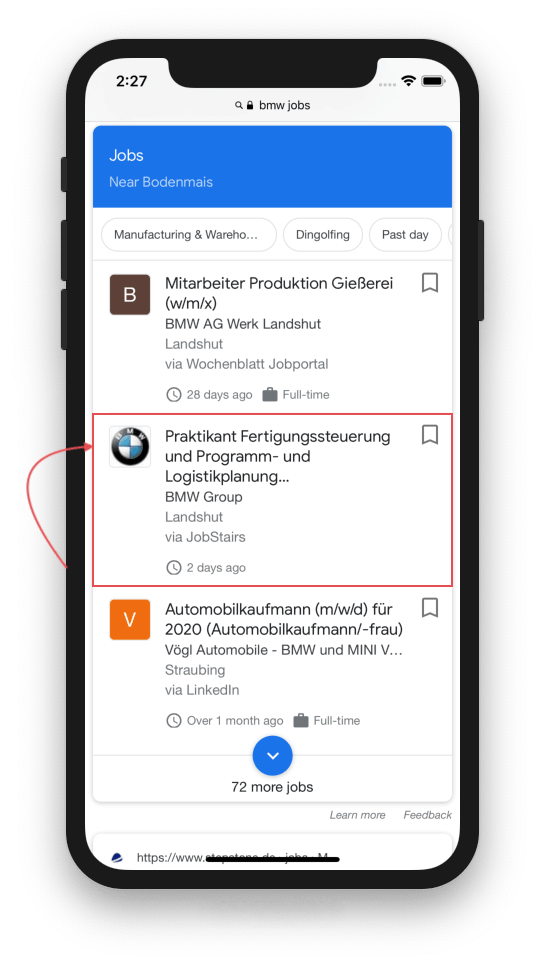 2:27
bmw jobs
Jobs
Near Bodenmais
Manufacturing & Wareho...
Dingolfing
Past day
B
Mitarbeiter Produktion Gießerei
(w/m/x)
BMW AG Werk Landshut
Landshut
via Wochenblatt Jobportal
28 days ago
Full-time
BMW
Praktikant Fertigungssteuerung
und Programm- und
Logistikplanung...
BMW Group
Landshut
via JobStairs
2 days ago
V
Automobilkaufmann (m/w/d) für
2020 (Automobilkaufmann/-frau)
Vögl Automobile - BMW und MINI V...
Straubing
via LinkedIn
Over 1 month ago
Full-time
72 more jobs
Learn more
Feedback
https://www.